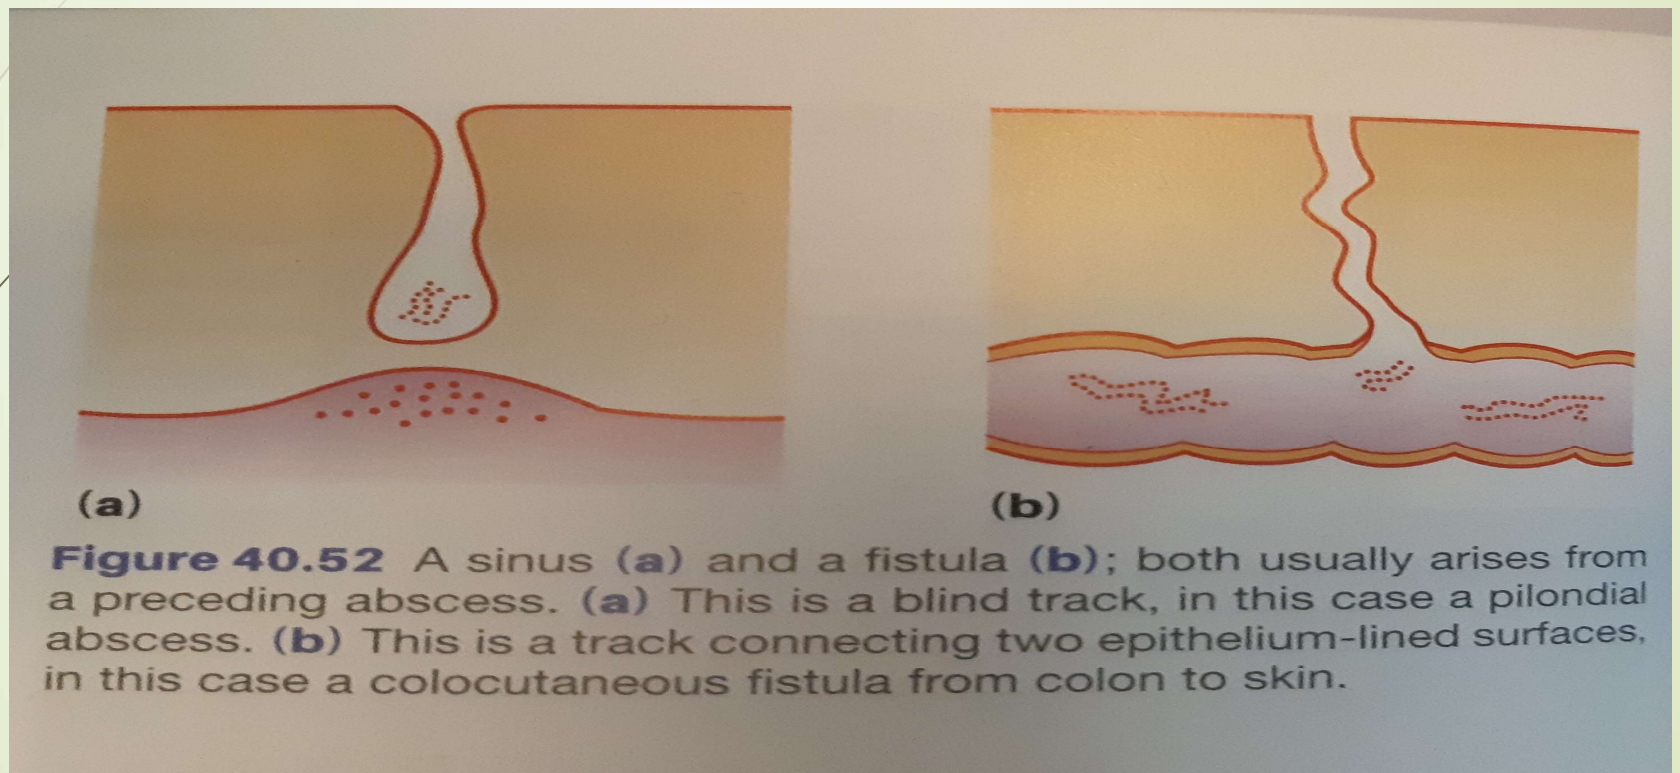 (a)
(b)
Figure 40.52 A sinus (a) and a fistula (b); both usually arises from
a preceding abscess. (a) This is a blind track, in this case a pilondial
abscess. (b) This is a track connecting two epithelium-lined surfaces,
in this case a colocutaneous fistula from colon to skin.